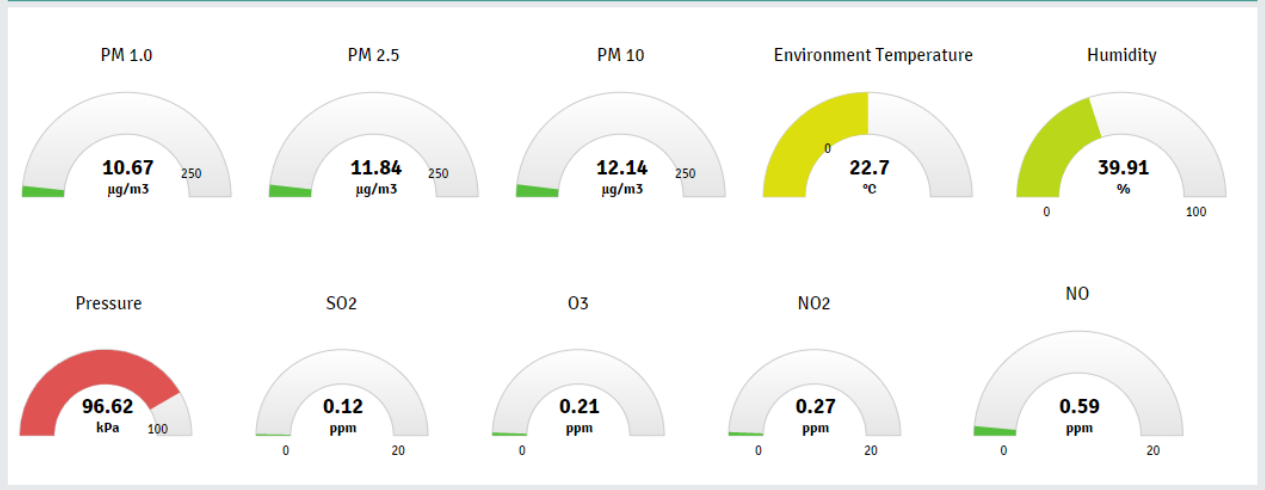 PM 1.0
PM 2.5
PM 10
Environment Temperature
Humidity
10.67
µg/m3
250
11.84
µg/m3
250
12.14
µg/m3
250
0
22.7
°C
39.91
%
0
100
Pressure
SO2
O3
NO2
NO
96.62
kPa
100
0.12
ppm
0
20
0.21
ppm
0
0.27
ppm
0
20
0.59
ppm
0
20